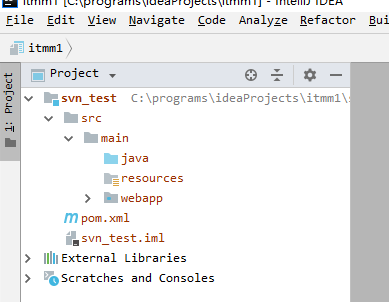 itmm1 [C:\programs\ideaProjects\itmm1] - IntelliJ IDEA
File Edit View Navigate Code Analyze Refactor Buil
itmm1
1: Project
Project
svn_test C:\programs\ideaProjects\itmm1\
src
main
java
resources
webapp
pom.xml
svn_test.iml
External Libraries
Scratches and Consoles